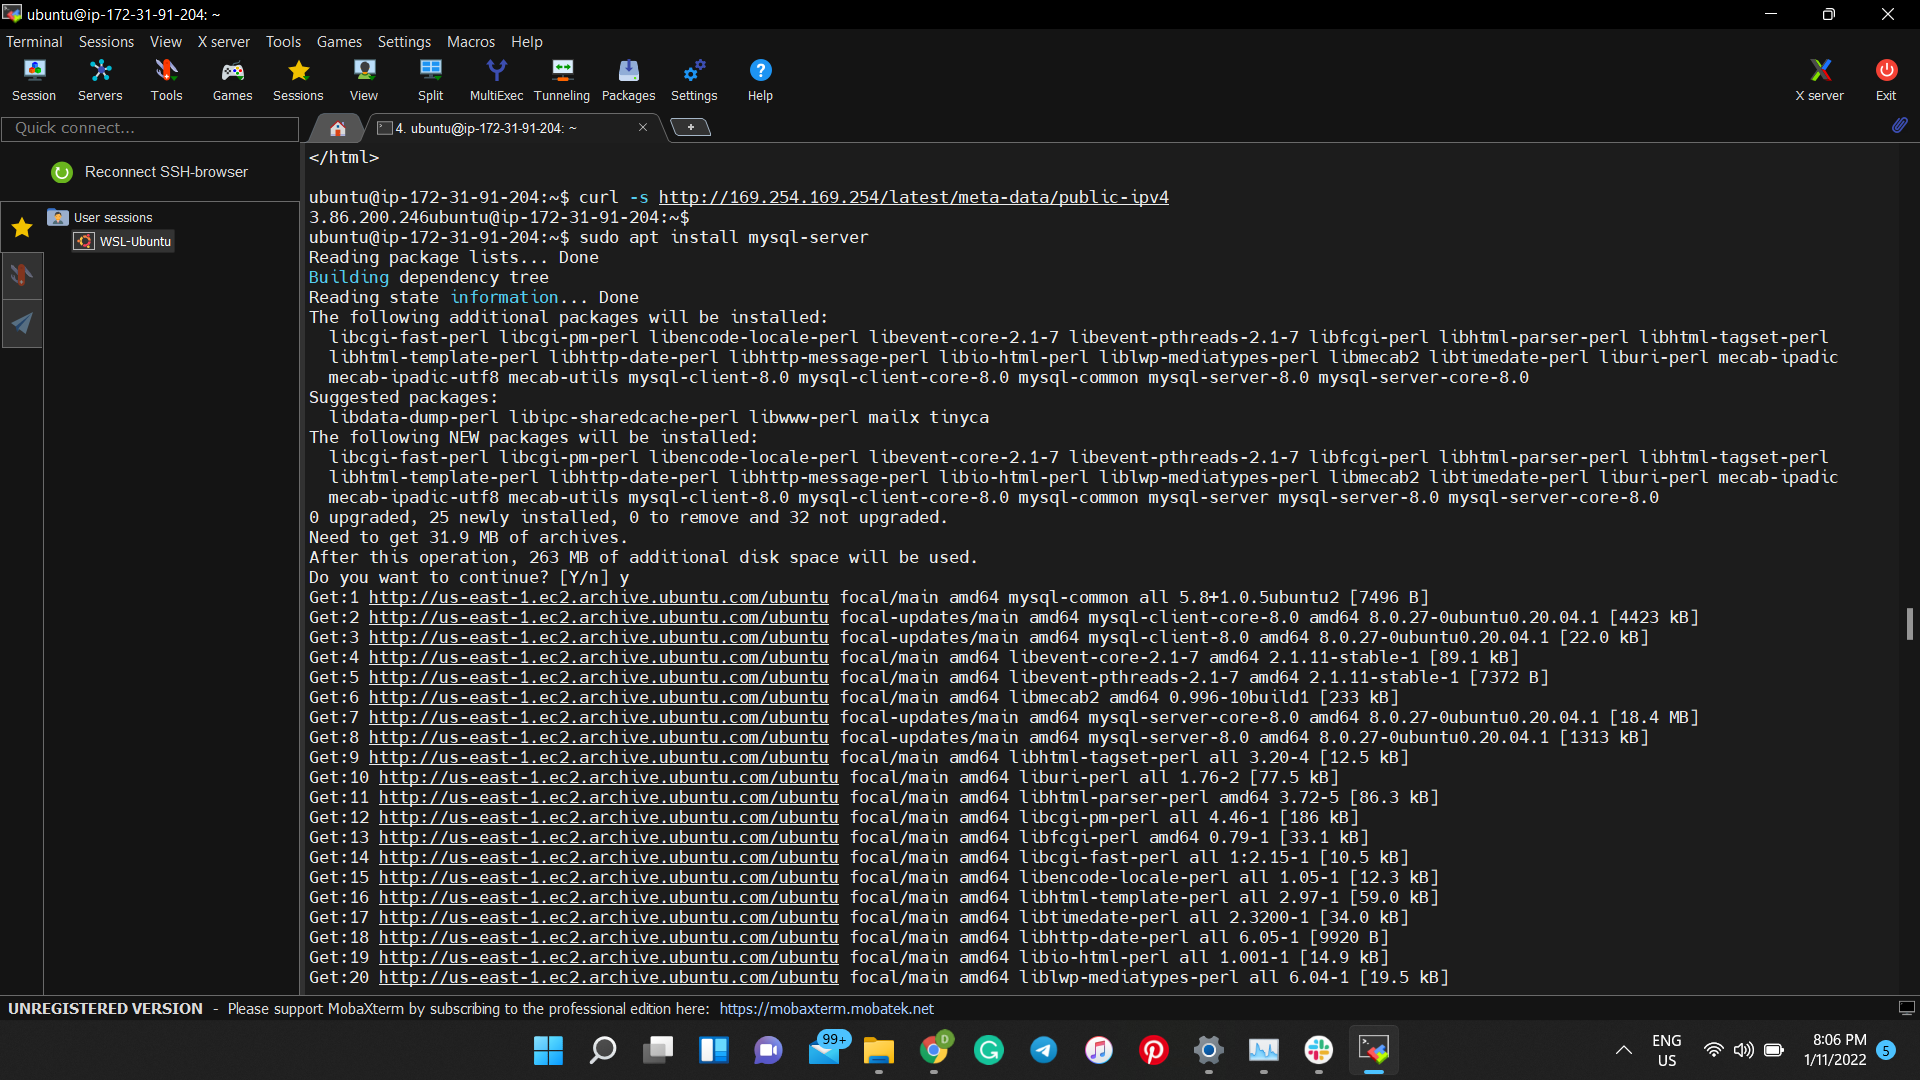 ubuntu@ip-172-31-91-204: ~
Terminal Sessions View X server Tools Games Settings Macros Help
Session Servers Tools Games Sessions View Split MultiExec Tunneling Packages Settings Help X server Exit
Quick connect...
4. ubuntu@ip-172-31-91-204: ~
Reconnect SSH-browser
User sessions
WSL-Ubuntu
</html>
ubuntu@ip-172-31-91-204:~$ curl -s http://169.254.169.254/latest/meta-data/public-ipv4
3.86.200.246ubuntu@ip-172-31-91-204:~$
ubuntu@ip-172-31-91-204:~$ sudo apt install mysql-server
Reading package lists... Done
Building dependency tree
Reading state information... Done
The following additional packages will be installed:
libcgi-fast-perl libcgi-pm-perl libencode-locale-perl libevent-core-2.1-7 libevent-pthreads-2.1-7 libfcgi-perl libhtml-parser-perl libhtml-tagset-perl
libhtml-template-perl libhttp-date-perl libhttp-message-perl libio-html-perl liblwp-mediatypes-perl libmecab2 libtimedate-perl liburi-perl mecab-ipadic
mecab-ipadic-utf8 mecab-utils mysql-client-8.0 mysql-client-core-8.0 mysql-common mysql-server-8.0 mysql-server-core-8.0
Suggested packages:
libdata-dump-perl libipc-sharedcache-perl libwww-perl mailx tinyca
The following NEW packages will be installed:
libcgi-fast-perl libcgi-pm-perl libencode-locale-perl libevent-core-2.1-7 libevent-pthreads-2.1-7 libfcgi-perl libhtml-parser-perl libhtml-tagset-perl
libhtml-template-perl libhttp-date-perl libhttp-message-perl libio-html-perl liblwp-mediatypes-perl libmecab2 libtimedate-perl liburi-perl mecab-ipadic
mecab-ipadic-utf8 mecab-utils mysql-client-8.0 mysql-client-core-8.0 mysql-common mysql-server mysql-server-8.0 mysql-server-core-8.0
0 upgraded, 25 newly installed, 0 to remove and 32 not upgraded.
Need to get 31.9 MB of archives.
After this operation, 263 MB of additional disk space will be used.
Do you want to continue? [Y/n] y
Get:1 http://us-east-1.ec2.archive.ubuntu.com/ubuntu focal/main amd64 mysql-common all 5.8+1.0.5ubuntu2 [7496 B]
Get:2 http://us-east-1.ec2.archive.ubuntu.com/ubuntu focal-updates/main amd64 mysql-client-core-8.0 amd64 8.0.27-0ubuntu0.20.04.1 [4423 kB]
Get:3 http://us-east-1.ec2.archive.ubuntu.com/ubuntu focal-updates/main amd64 mysql-client-8.0 amd64 8.0.27-0ubuntu0.20.04.1 [22.0 kB]
Get:4 http://us-east-1.ec2.archive.ubuntu.com/ubuntu focal/main amd64 libevent-core-2.1-7 amd64 2.1.11-stable-1 [89.1 kB]
Get:5 http://us-east-1.ec2.archive.ubuntu.com/ubuntu focal/main amd64 libevent-pthreads-2.1-7 amd64 2.1.11-stable-1 [7372 B]
Get:6 http://us-east-1.ec2.archive.ubuntu.com/ubuntu focal/main amd64 libmecab2 amd64 0.996-10build1 [233 kB]
Get:7 http://us-east-1.ec2.archive.ubuntu.com/ubuntu focal-updates/main amd64 mysql-server-core-8.0 amd64 8.0.27-0ubuntu0.20.04.1 [18.4 MB]
Get:8 http://us-east-1.ec2.archive.ubuntu.com/ubuntu focal-updates/main amd64 mysql-server-8.0 amd64 8.0.27-0ubuntu0.20.04.1 [1313 kB]
Get:9 http://us-east-1.ec2.archive.ubuntu.com/ubuntu focal/main amd64 libhtml-tagset-perl all 3.20-4 [12.5 kB]
Get:10 http://us-east-1.ec2.archive.ubuntu.com/ubuntu focal/main amd64 liburi-perl all 1.76-2 [77.5 kB]
Get:11 http://us-east-1.ec2.archive.ubuntu.com/ubuntu focal/main amd64 libhtml-parser-perl amd64 3.72-5 [86.3 kB]
Get:12 http://us-east-1.ec2.archive.ubuntu.com/ubuntu focal/main amd64 libcgi-pm-perl all 4.46-1 [186 kB]
Get:13 http://us-east-1.ec2.archive.ubuntu.com/ubuntu focal/main amd64 libfcgi-perl amd64 0.79-1 [33.1 kB]
Get:14 http://us-east-1.ec2.archive.ubuntu.com/ubuntu focal/main amd64 libcgi-fast-perl all 1:2.15-1 [10.5 kB]
Get:15 http://us-east-1.ec2.archive.ubuntu.com/ubuntu focal/main amd64 libencode-locale-perl all 1.05-1 [12.3 kB]
Get:16 http://us-east-1.ec2.archive.ubuntu.com/ubuntu focal/main amd64 libhtml-template-perl all 2.97-1 [59.0 kB]
Get:17 http://us-east-1.ec2.archive.ubuntu.com/ubuntu focal/main amd64 libtimedate-perl all 2.3200-1 [34.0 kB]
Get:18 http://us-east-1.ec2.archive.ubuntu.com/ubuntu focal/main amd64 libhttp-date-perl all 6.05-1 [9920 B]
Get:19 http://us-east-1.ec2.archive.ubuntu.com/ubuntu focal/main amd64 libio-html-perl all 1.001-1 [14.9 kB]
Get:20 http://us-east-1.ec2.archive.ubuntu.com/ubuntu focal/main amd64 liblwp-mediatypes-perl all 6.04-1 [19.5 kB]
UNREGISTERED VERSION - Please support MobaXterm by subscribing to the professional edition here: https://mobaxterm.mobatek.net
99+
D
ENG
US
8:06 PM
1/11/2022
5